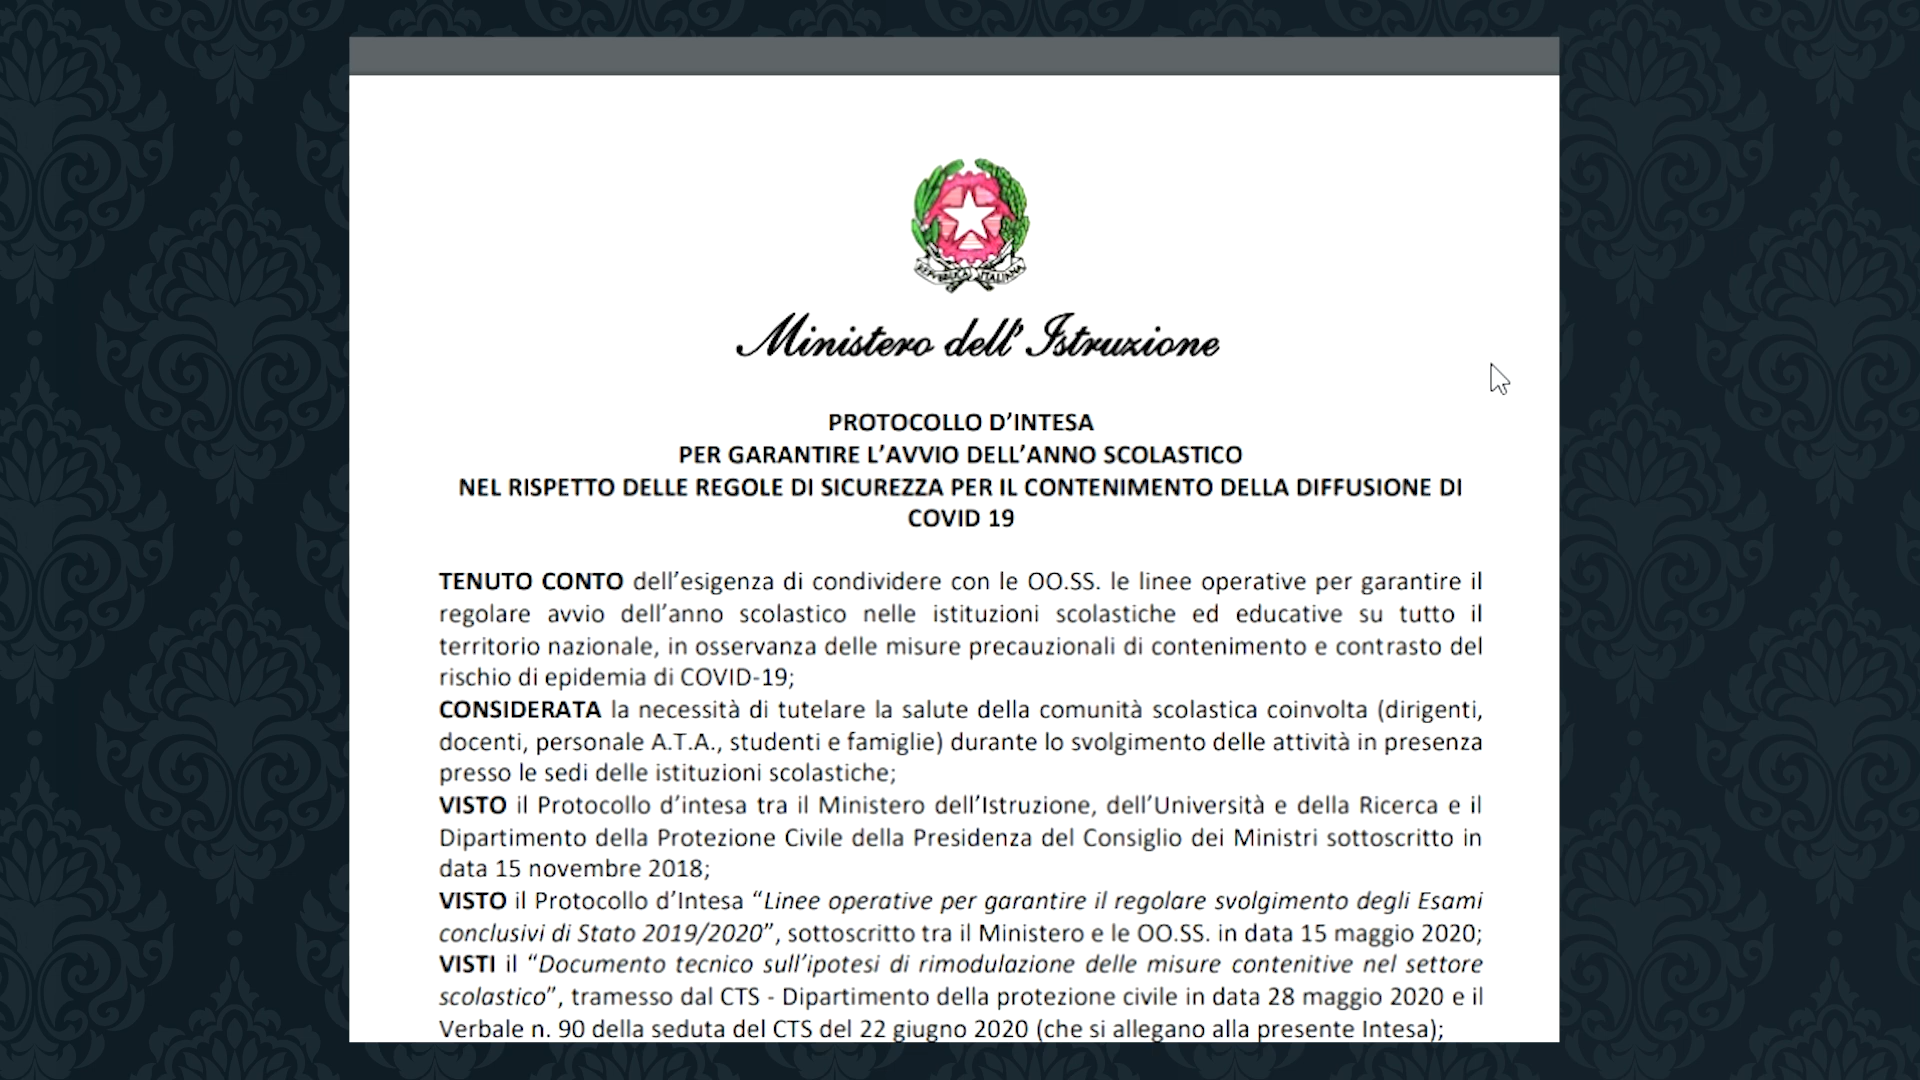 REPVBBLICA ITALIANA
Ministero dell'Istruzione
PROTOCOLLO D’INTESA
PER GARANTIRE L’AVVIO DELL’ANNO SCOLASTICO
NEL RISPETTO DELLE REGOLE DI SICUREZZA PER IL CONTENIMENTO DELLA DIFFUSIONE DI
COVID 19
TENUTO CONTO dell’esigenza di condividere con le OO.SS. le linee operative per garantire il
regolare avvio dell’anno scolastico nelle istituzioni scolastiche ed educative su tutto il
territorio nazionale, in osservanza delle misure precauzionali di contenimento e contrasto del
rischio di epidemia di COVID-19;
CONSIDERATA la necessità di tutelare la salute della comunità scolastica coinvolta (dirigenti,
docenti, personale A.T.A., studenti e famiglie) durante lo svolgimento delle attività in presenza
presso le sedi delle istituzioni scolastiche;
VISTO il Protocollo d’intesa tra il Ministero dell’Istruzione, dell’Università e della Ricerca e il
Dipartimento della Protezione Civile della Presidenza del Consiglio dei Ministri sottoscritto in
data 15 novembre 2018;
VISTO il Protocollo d’Intesa “Linee operative per garantire il regolare svolgimento degli Esami
conclusivi di Stato 2019/2020”, sottoscritto tra il Ministero e le OO.SS. in data 15 maggio 2020;
VISTI il “Documento tecnico sull’ipotesi di rimodulazione delle misure contenitive nel settore
scolastico”, tramesso dal CTS - Dipartimento della protezione civile in data 28 maggio 2020 e il
Verbale n. 90 della seduta del CTS del 22 giugno 2020 (che si allegano alla presente Intesa);